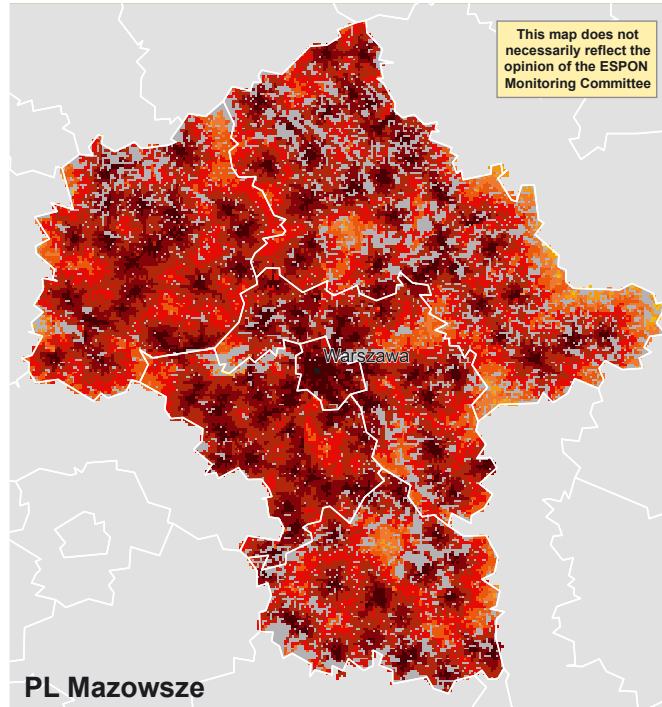 This map does not
necessarily reflect the
opinion of the ESPON
Monitoring Committee
Warszawa
PL Mazowsze